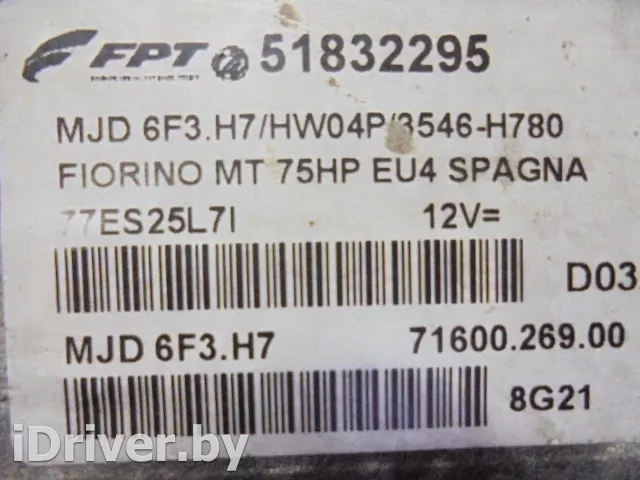 FPT 51832295
MJD 6F3.H7/HW04P/3546-H780
FIORINO MT 75HP EU4 SPAGNA
77ES25L7I 12V=
D03
MJD 6F3.H7 71600.269.00
8G21
iDriver.by